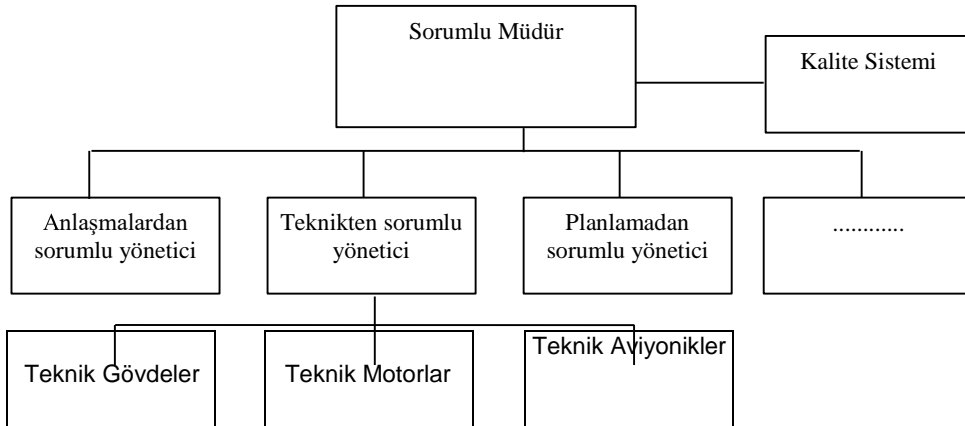 Sorumlu Müdür
Kalite Sistemi
Anlaşmalardan
sorumlu yönetici
Teknikten sorumlu
yönetici
Planlamadan
sorumlu yönetici
............
Teknik Gövdeler
Teknik Motorlar
Teknik Aviyonikler